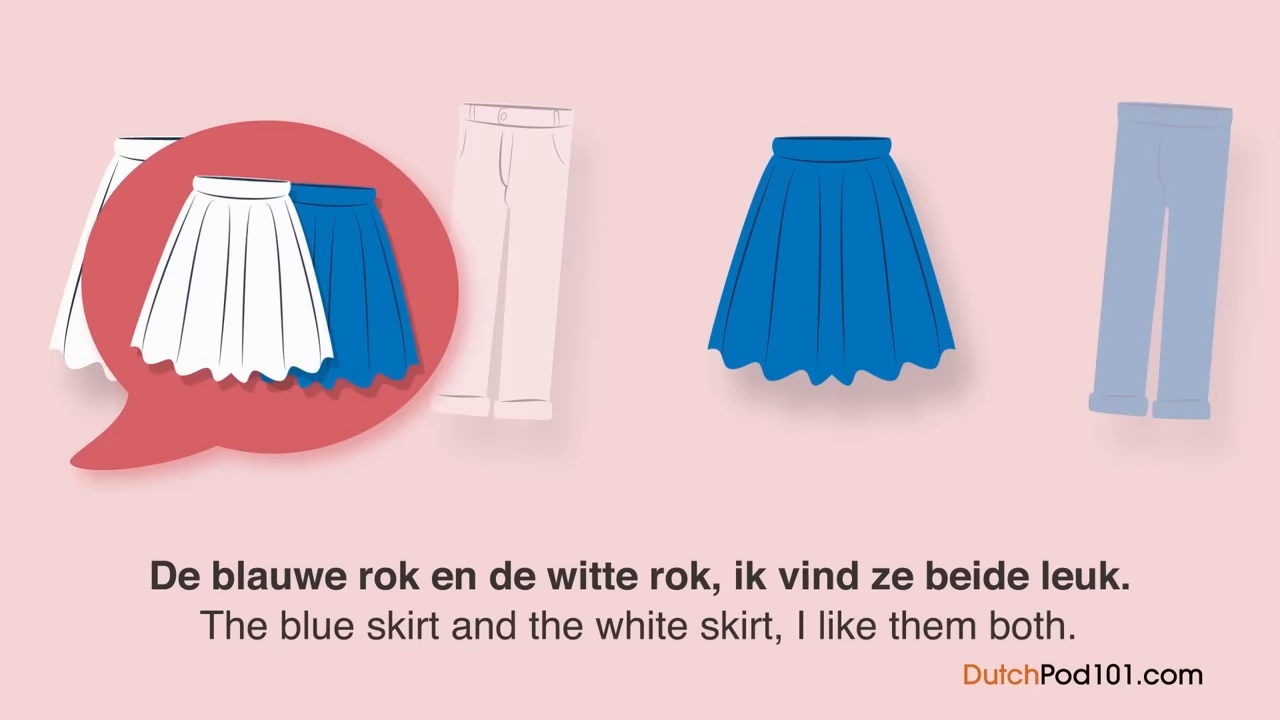 De blauwe rok en de witte rok, ik vind ze beide leuk.
The blue skirt and the white skirt, I like them both.
DutchPod101.com